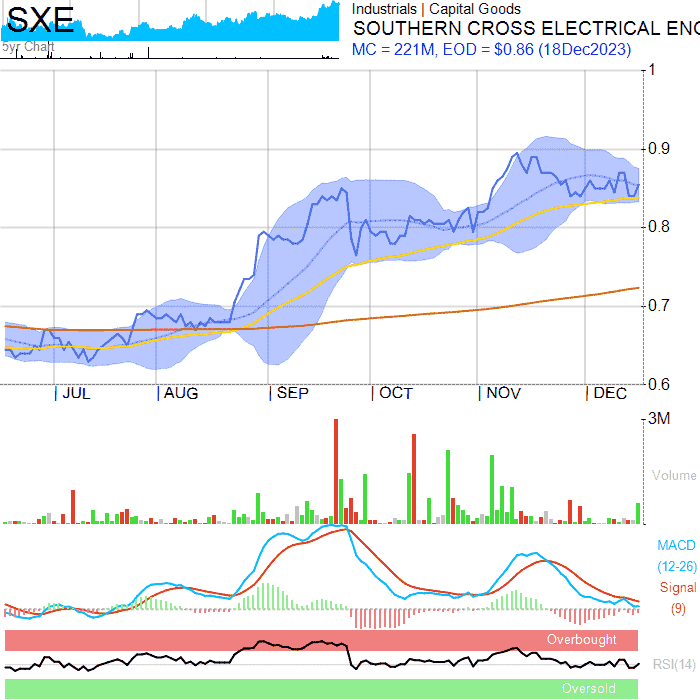 SXE
5yr Chart
Industrials | Capital Goods
SOUTHERN CROSS ELECTRICAL ENG
MC = 221M, EOD = $0.86 (18Dec2023)
1
0.9
0.8
0.7
0.6
JUL AUG SEP OCT NOV DEC
3M
Volume
MACD
(12-26)
Signal
(9)
Overbought
RSI(14)
Oversold